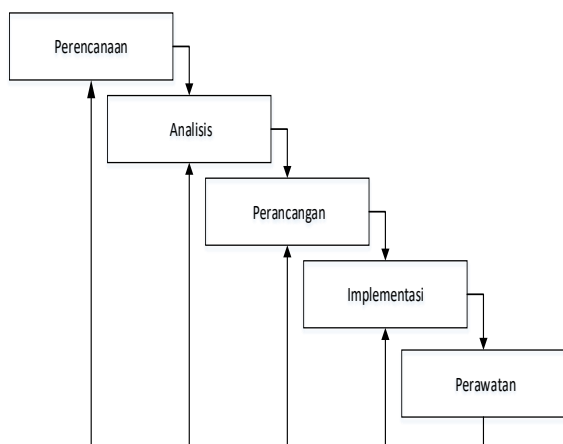 Perencanaan
Analisis
Perancangan
Implementasi
Perawatan